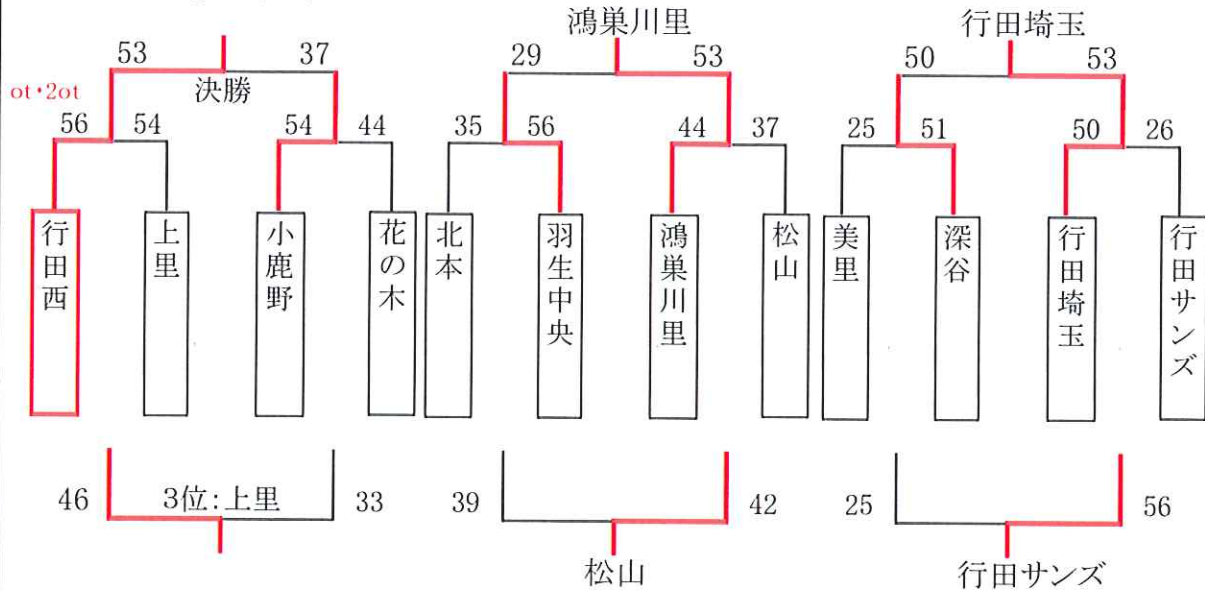 鴻巣川里
行田埼玉
53
37
29
53
50
53
決勝
ot・2ot
56
54
54
44
35
56
44
37
25
51
50
26
行田西
上里
小鹿野
花の木
北本
羽生中央
鴻巣川里
松山
美里
深谷
行田埼玉
行田サンズ
46
3位:上里
33
39
42
25
56
松山
行田サンズ